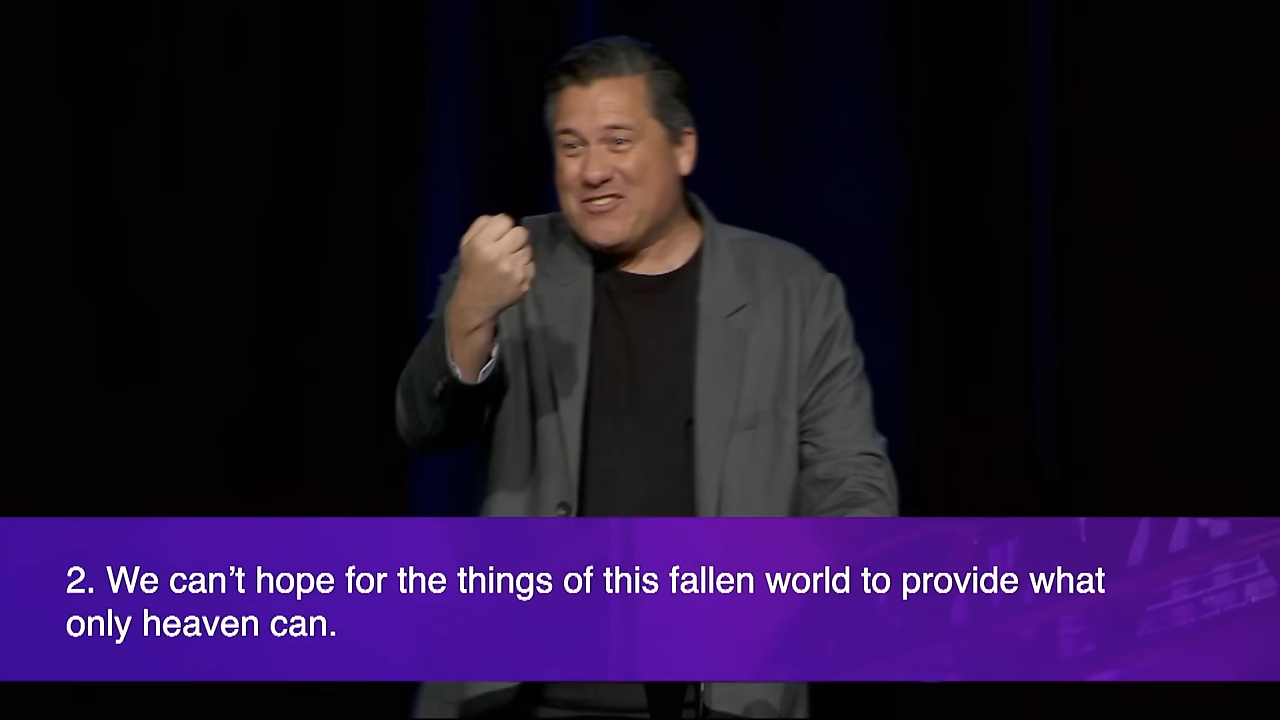 2. We can’t hope for the things of this fallen world to provide what
only heaven can.